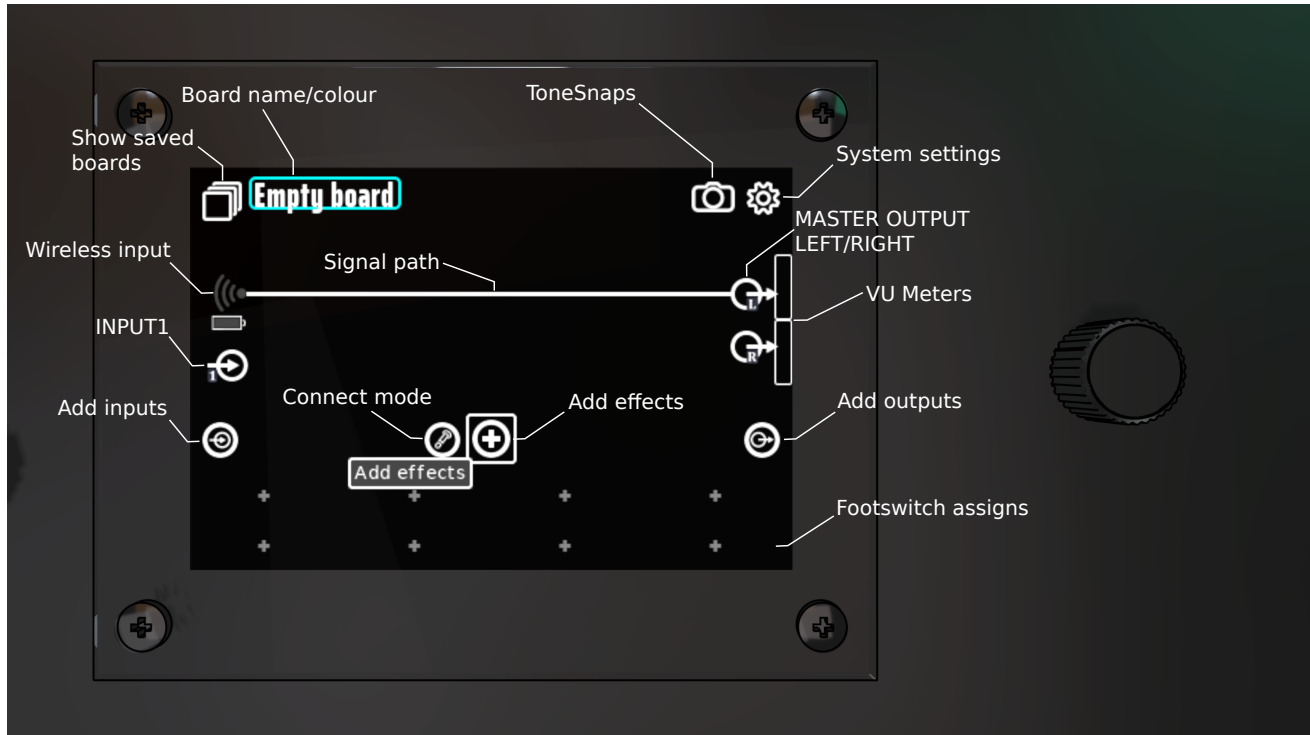 Board name/colour
ToneSnaps
Show saved
boards
System settings
Empty board
MASTER OUTPUT
LEFT/RIGHT
Wireless input
Signal path
L
VU Meters
INPUT1
R
1
Connect mode
Add effects
Add inputs
Add outputs
Add effects
Footswitch assigns